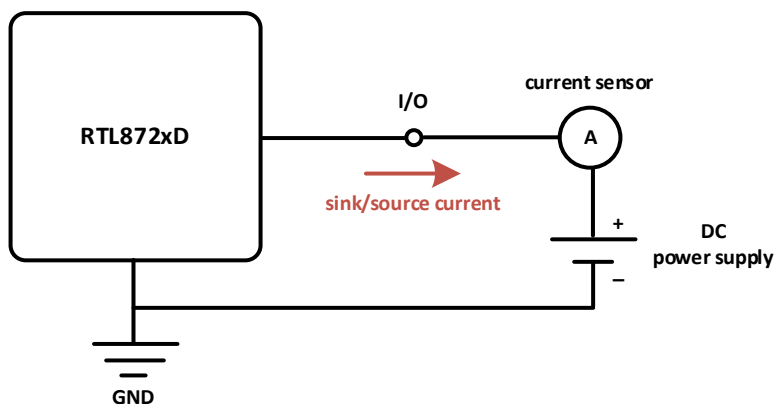 current sensor
I/O
RTL872xD
A
sink/source current
+
DC
power supply
–
GND